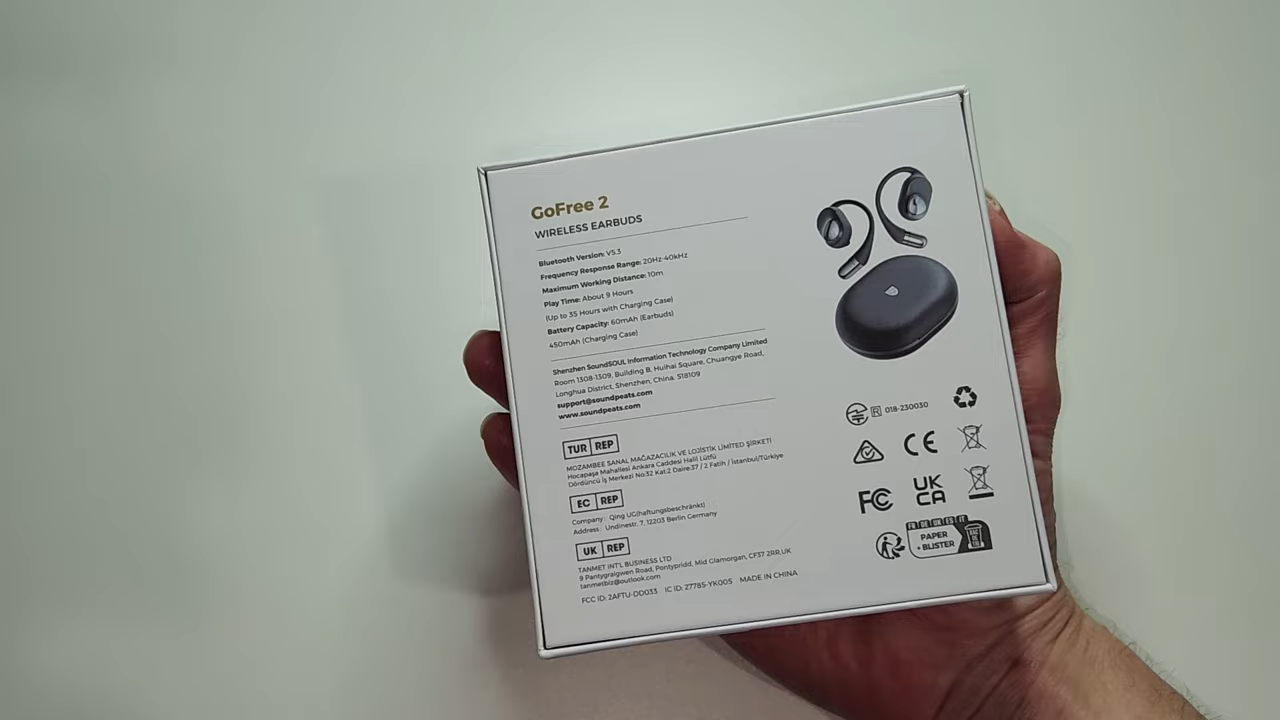 GoFree 2
WIRELESS EARBUDS
Bluetooth Version: V5.3
Frequency Response Range: 20Hz-40kHz
Maximum Working Distance: 10m
Play Time: About 9 Hours
(Up to 35 Hours with Charging Case)
Battery Capacity: 60mAh (Earbuds)
450mAh (Charging Case)
Shenzhen SoundSOUL Information Technology Company Limited
Room 1308-1309, Building B, Huihai Square, Chuangye Road,
Longhua District, Shenzhen, China. 518109
support@soundpeats.com
www.soundpeats.com
TUR REP
MOZAMBEE SANAL MAĞAZACILIK VE LOJİSTİK LİMİTED ŞİRKETİ
Hocapaşa Mahallesi Ankara Caddesi Halil Lütfü
Dördüncü İş Merkezi No:32 Kat:2 Daire:37 / 2 Fatih / İstanbul/Türkiye
EC REP
Company: Qing UG(haftungsbeschränkt)
Address: Undinestr. 7, 12203 Berlin Germany
UK REP
TANMET INT'L BUSINESS LTD
9 Pantygraigwen Road, Pontypridd, Mid Glamorgan, CF37 2RR,UK
tanmetbiz@outlook.com
FCC ID: 2AFTU-DD033 IC ID: 27785-YK005 MADE IN CHINA
R 018-230030
CE
FC
UK
CA
FR DE UK ES IT
PAPER
+ BLISTER